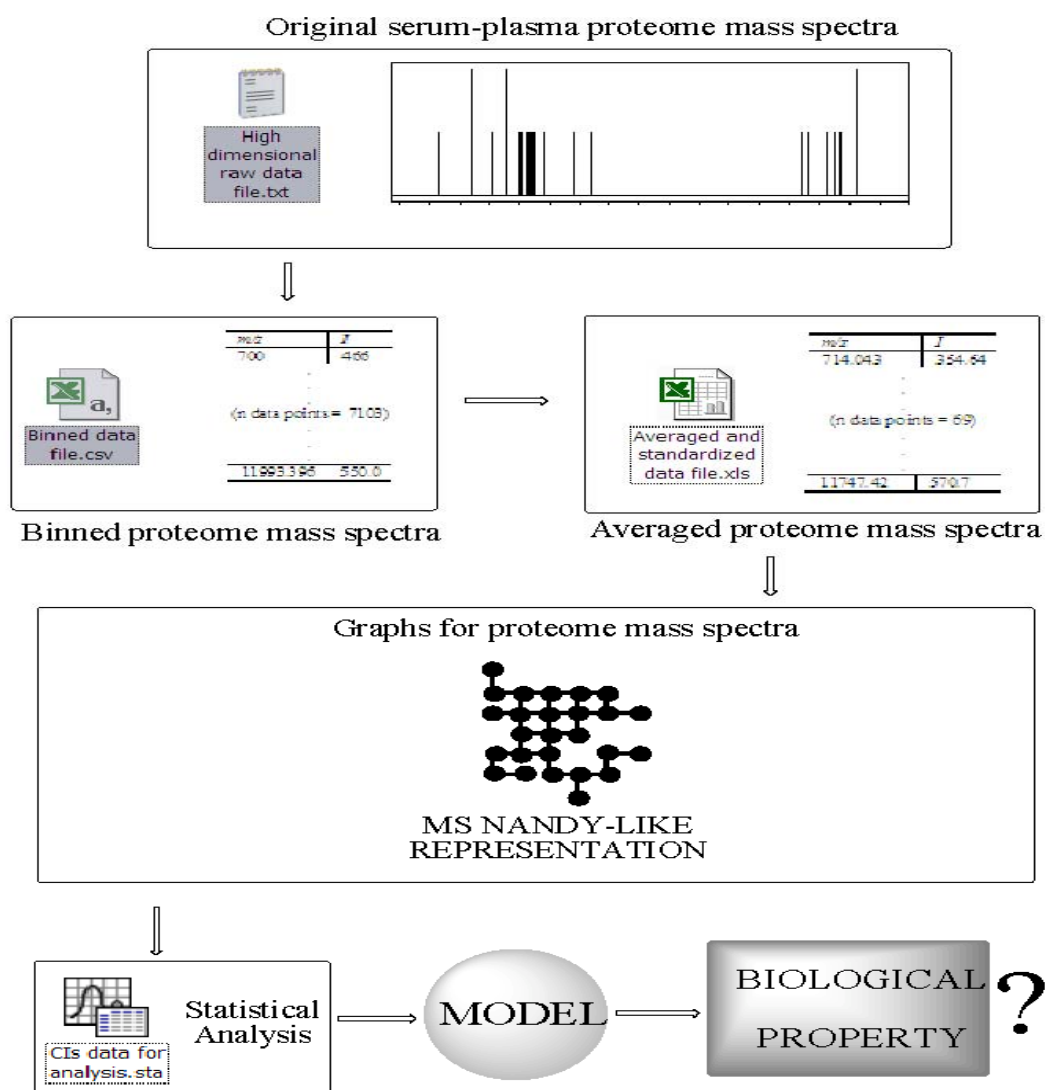 Original serum-plasma proteome mass spectra
High
dimensional
raw data
file.txt
m/z I
700 466
(n data points = 7103)
11993.396 550.0
a,
Binned data
file.csv
Binned proteome mass spectra
m/z I
714.043 354.64
(n data points = 69)
11747.42 570.7
Averaged and
standardized
data file.xls
Averaged proteome mass spectra
Graphs for proteome mass spectra
MS NANDY-LIKE
REPRESENTATION
CIs data for
analysis.sta
Statistical
Analysis
MODEL
BIOLOGICAL
PROPERTY
?